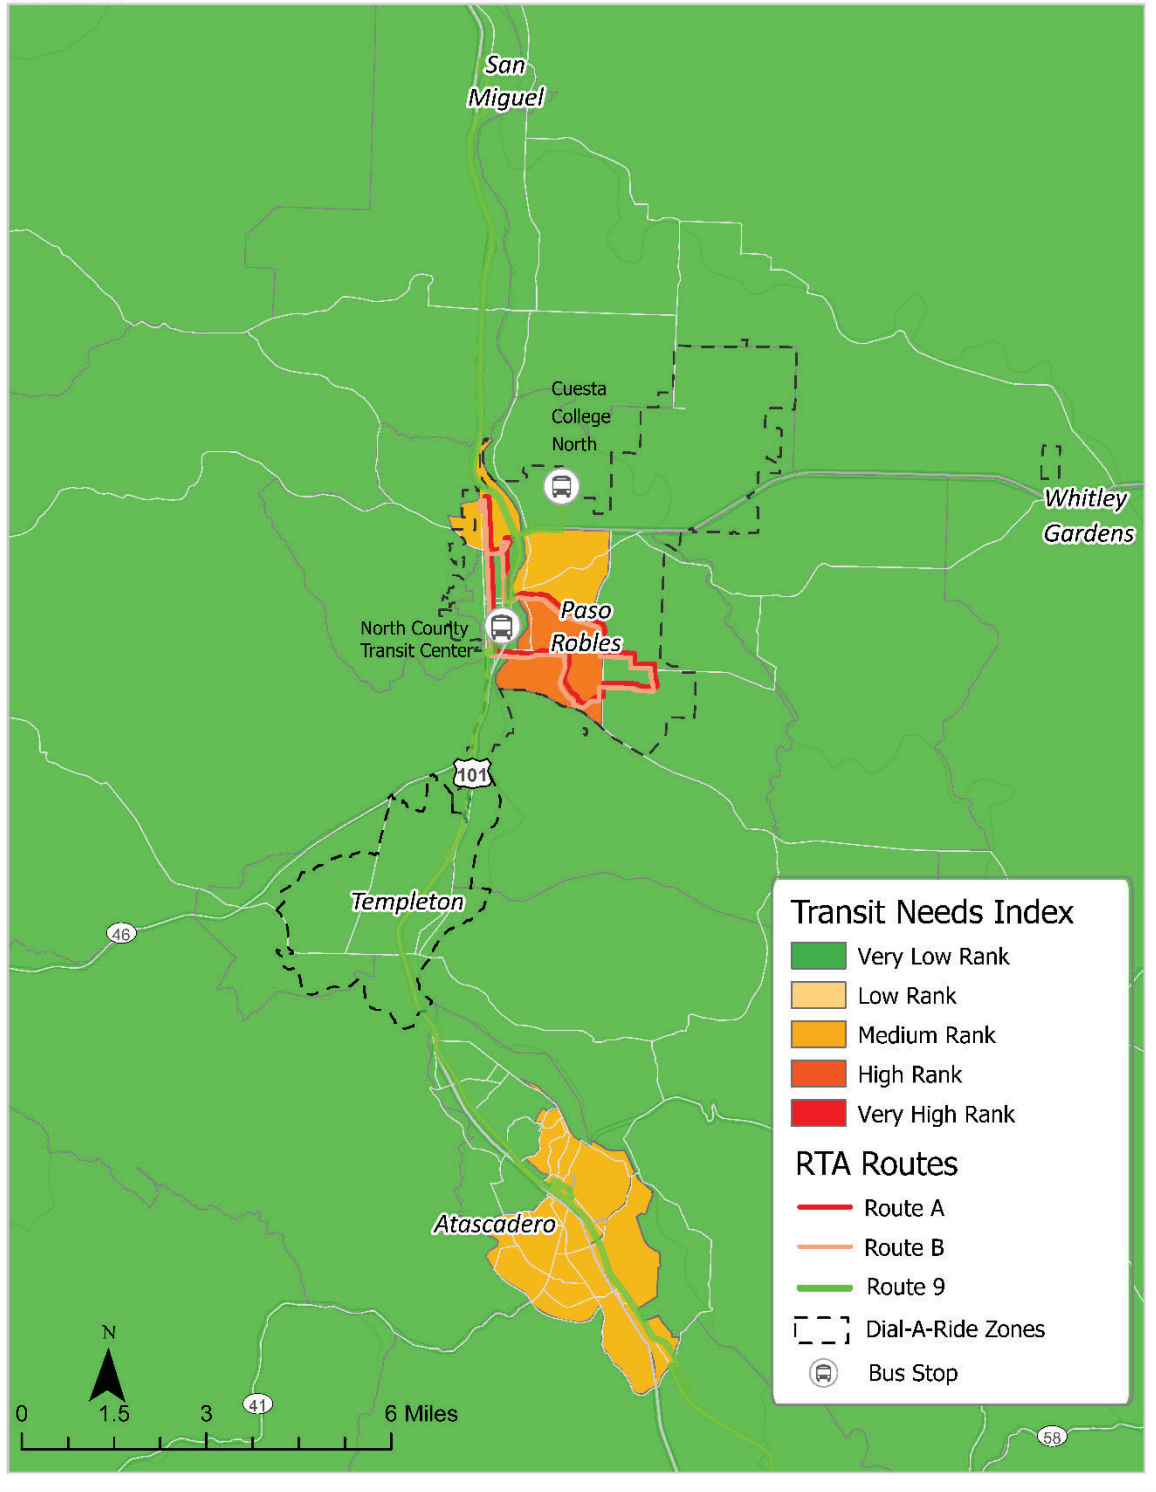 San
Miguel
Cuesta
College
North
Whitley
Gardens
Paso
Robles
North County
Transit Center
101
Templeton
46
Atascadero
Transit Needs Index
Very Low Rank
Low Rank
Medium Rank
High Rank
Very High Rank
RTA Routes
Route A
Route B
Route 9
Dial-A-Ride Zones
Bus Stop
N
0 1.5 3 6 Miles
41
58